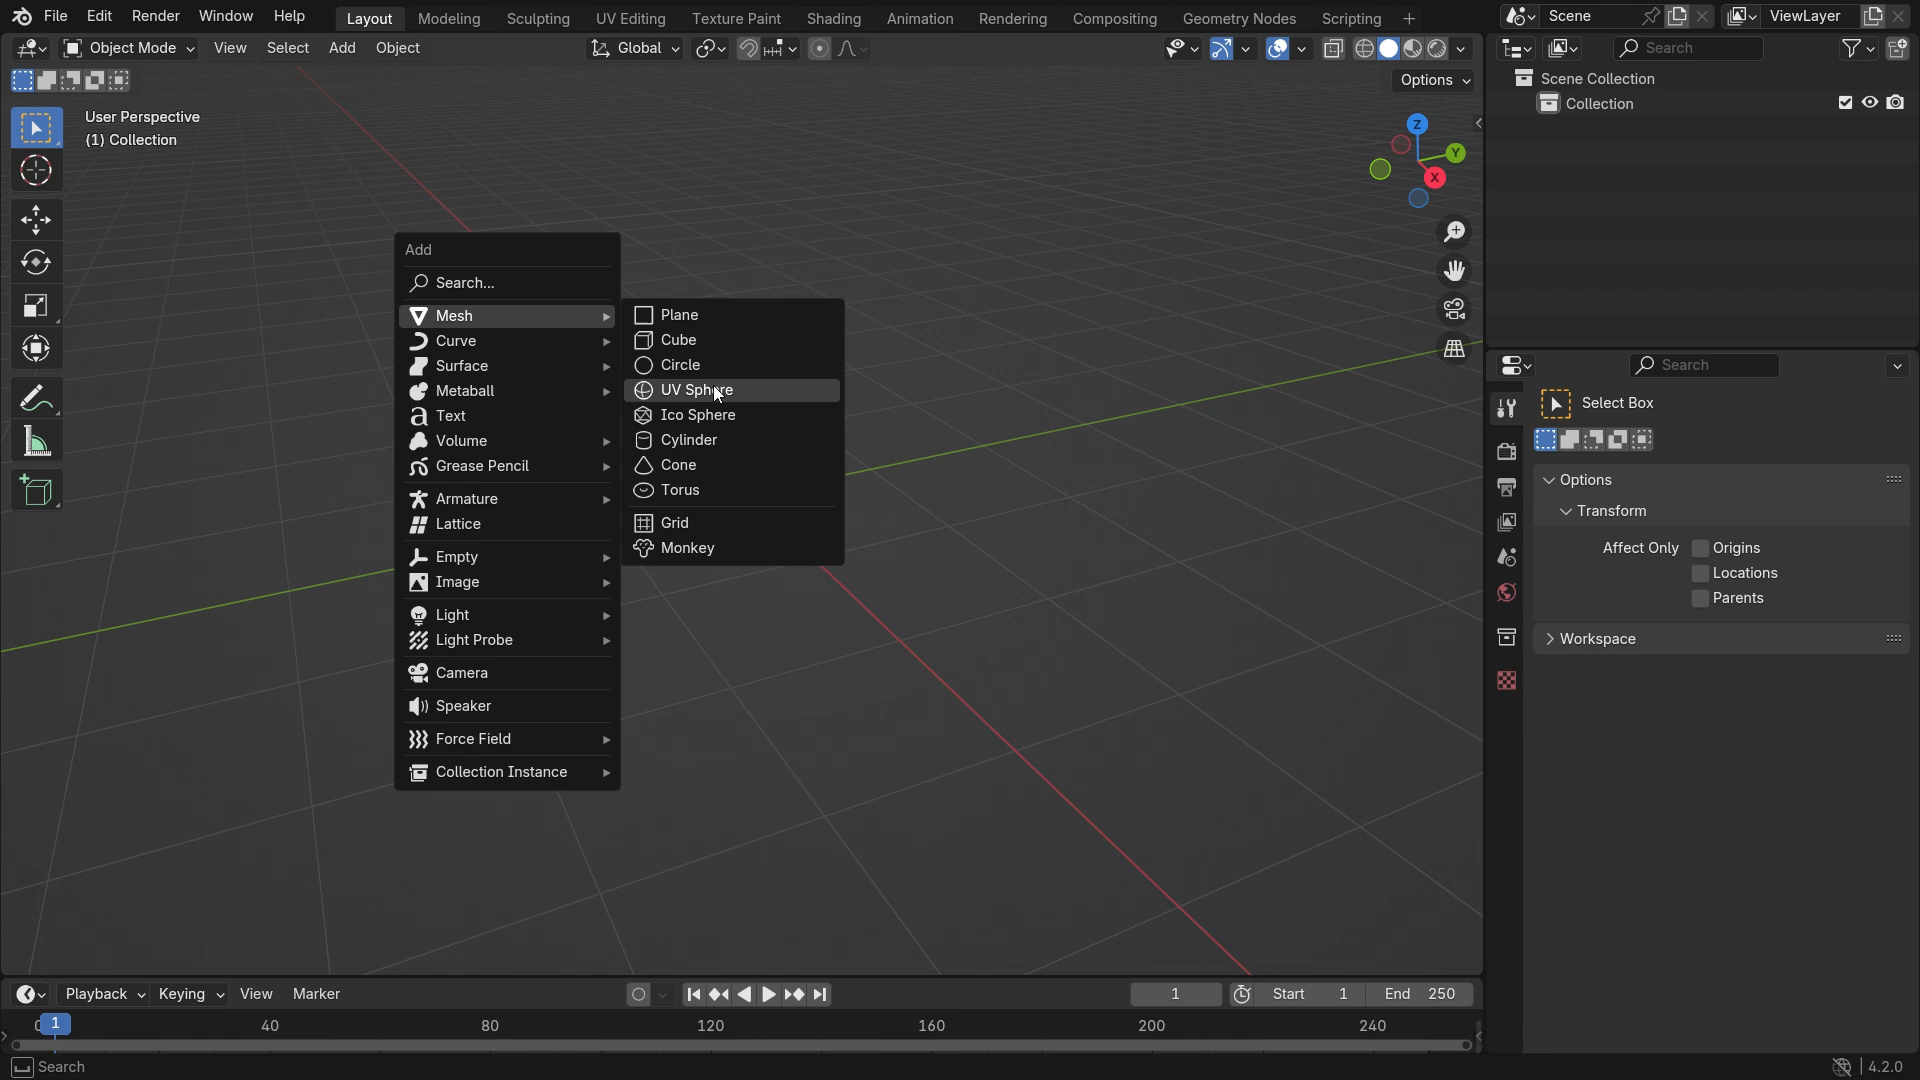 File Edit Render Window Help Layout Modeling Sculpting UV Editing Texture Paint Shading Animation Rendering Compositing Geometry Nodes Scripting + Scene ViewLayer
Object Mode View Select Add Object Global Search
Options
Scene Collection
Collection
User Perspective
(1) Collection
Z
Y
X
Add
Search...
Mesh
Curve
Surface
Metaball
Text
Volume
Grease Pencil
Armature
Lattice
Empty
Image
Light
Light Probe
Camera
Speaker
Force Field
Collection Instance
Plane
Cube
Circle
UV Sphere
Ico Sphere
Cylinder
Cone
Torus
Grid
Monkey
Search
Select Box
Options
Transform
Affect Only Origins
Locations
Parents
Workspace
Playback Keying View Marker 1 Start 1 End 250
1 40 80 120 160 200 240
Search 4.2.0